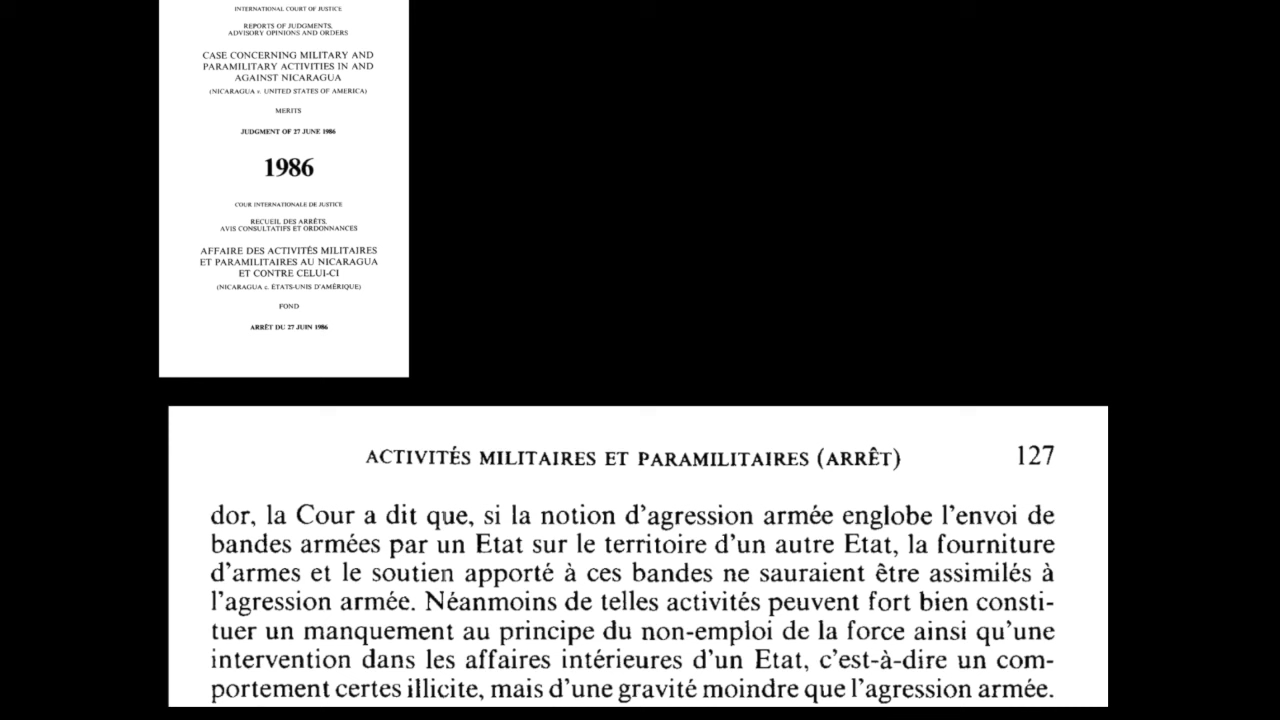 INTERNATIONAL COURT OF JUSTICE
REPORTS OF JUDGMENTS,
ADVISORY OPINIONS AND ORDERS
CASE CONCERNING MILITARY AND
PARAMILITARY ACTIVITIES IN AND
AGAINST NICARAGUA
(NICARAGUA v. UNITED STATES OF AMERICA)
MERITS
JUDGMENT OF 27 JUNE 1986
1986
COUR INTERNATIONALE DE JUSTICE
RECUEIL DES ARRÊTS,
AVIS CONSULTATIFS ET ORDONNANCES
AFFAIRE DES ACTIVITÉS MILITAIRES
ET PARAMILITAIRES AU NICARAGUA
ET CONTRE CELUI-CI
(NICARAGUA c. ÉTATS-UNIS D'AMÉRIQUE)
FOND
ARRÊT DU 27 JUIN 1986
ACTIVITÉS MILITAIRES ET PARAMILITAIRES (ARRÊT) 127
dor, la Cour a dit que, si la notion d'agression armée englobe l'envoi de
bandes armées par un Etat sur le territoire d'un autre Etat, la fourniture
d'armes et le soutien apporté à ces bandes ne sauraient être assimilés à
l'agression armée. Néanmoins de telles activités peuvent fort bien consti-
tuer un manquement au principe du non-emploi de la force ainsi qu'une
intervention dans les affaires intérieures d'un Etat, c'est-à-dire un com-
portement certes illicite, mais d'une gravité moindre que l'agression armée.